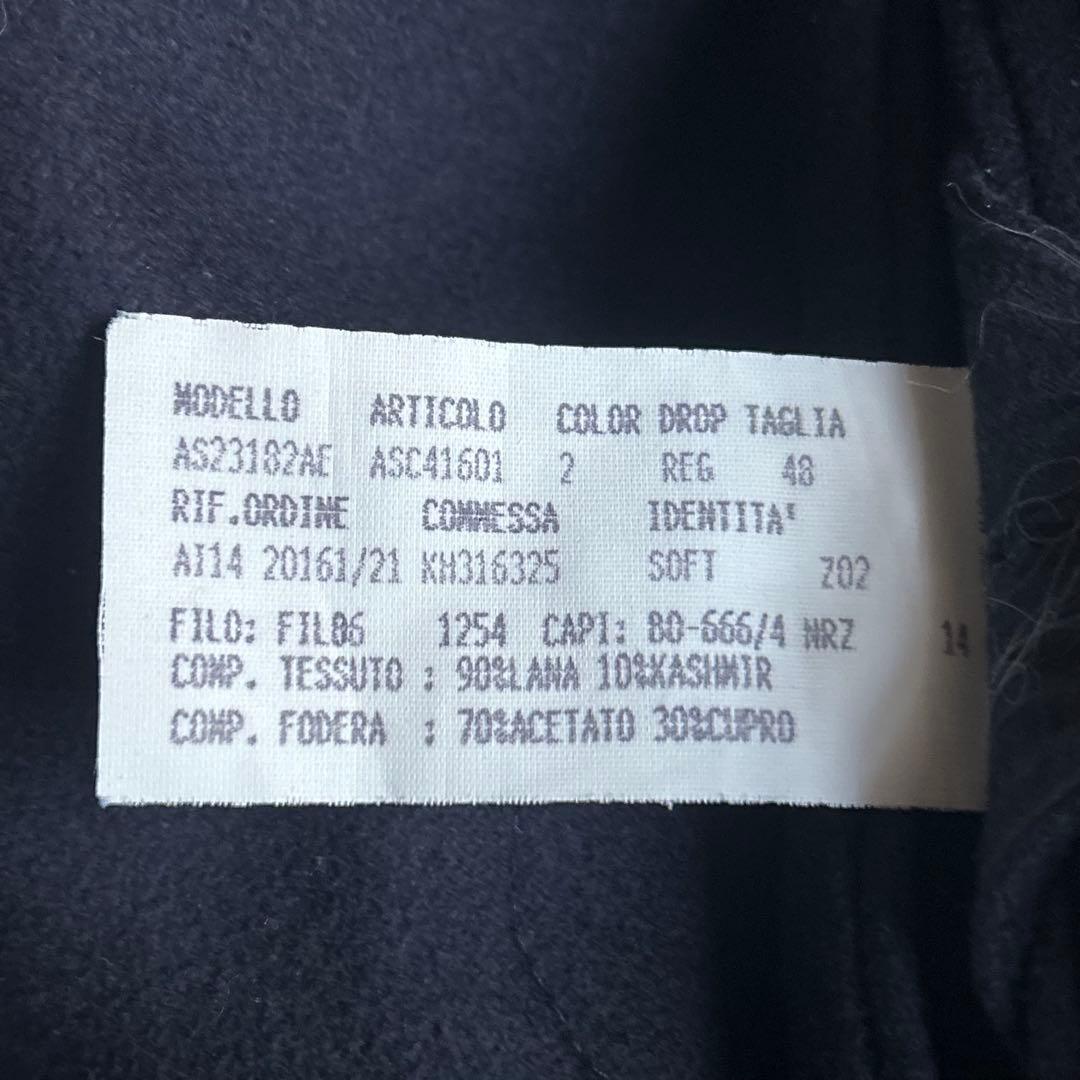 MODELLO ARTICOLO COLOR DROP TAGLIA
AS23182AE ASC41601 2 REG 48
RIF.ORDINE COMMESSA IDENTITA'
AI14 20161/21 KH316325 SOFT Z02
FILO: FIL06 1254 CAPI: 80-666/4 NRZ 14
COMP. TESSUTO : 90%LANA 10%KASHMIR
COMP. FODERA : 70%ACETATO 30%CUPRO